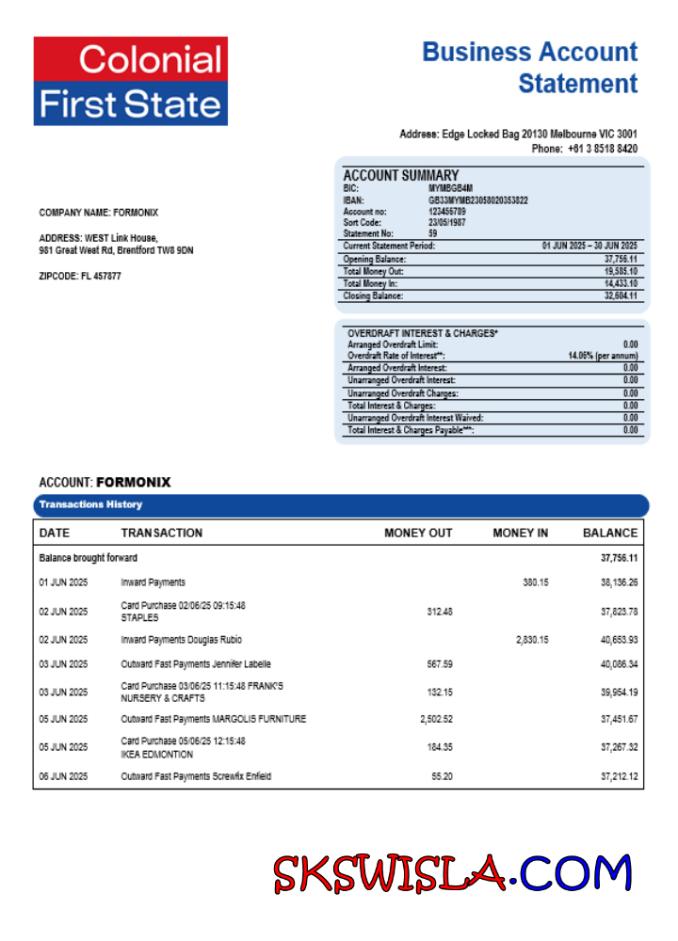 Colonial
First State
Business Account
Statement
Address: Edge Locked Bag 20130 Melbourne VIC 3001
Phone: +61 3 8518 8420
COMPANY NAME: FORMONIX
ADDRESS: WEST Link House,
981 Great West Rd, Brentford TW8 9DN
ZIPCODE: FL 457877
ACCOUNT SUMMARY
BIC: MYMBGB4M
IBAN: GB33MYMB23058020353822
Account no: 123456789
Sort Code: 23/05/1987
Statement No: 59
Current Statement Period: 01 JUN 2025 – 30 JUN 2025
Opening Balance: 37,756.11
Total Money Out: 19,585.10
Total Money In: 14,433.10
Closing Balance: 32,604.11
OVERDRAFT INTEREST & CHARGES*
Arranged Overdraft Limit: 0.00
Overdraft Rate of Interest**: 14.06% (per annum)
Arranged Overdraft Interest: 0.00
Unarranged Overdraft Interest: 0.00
Unarranged Overdraft Charges: 0.00
Total Interest & Charges: 0.00
Unarranged Overdraft Interest Waived: 0.00
Total Interest & Charges Payable***: 0.00
ACCOUNT: FORMONIX
Transactions History
DATE TRANSACTION MONEY OUT MONEY IN BALANCE
Balance brought forward 37,756.11
01 JUN 2025 Inward Payments 380.15 38,136.26
02 JUN 2025 Card Purchase 02/06/25 09:15:48 312.48 37,823.78
STAPLES
02 JUN 2025 Inward Payments Douglas Rubio 2,830.15 40,653.93
03 JUN 2025 Outward Fast Payments Jennifer Labelle 567.59 40,086.34
03 JUN 2025 Card Purchase 03/06/25 11:15:48 FRANK'S 132.15 39,954.19
NURSERY & CRAFTS
05 JUN 2025 Outward Fast Payments MARGOLIS FURNITURE 2,502.52 37,451.67
05 JUN 2025 Card Purchase 05/06/25 12:15:48 184.35 37,267.32
IKEA EDMONTION
06 JUN 2025 Outward Fast Payments Screwfix Enfield 55.20 37,212.12
SKSWISLA.COM